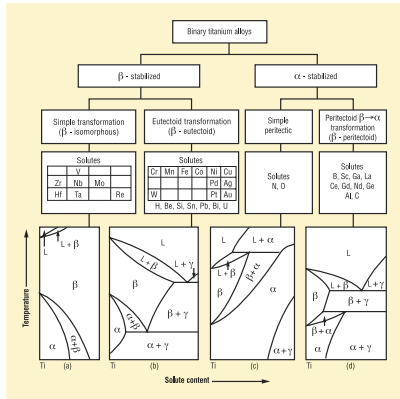 Binary titanium alloys
β - stabilized
α - stabilized
Simple transformation
(β - isomorphous)
Eutectoid transformation
(β - eutectoid)
Simple
peritectic
Peritectoid β→α
transformation
(β - peritectoid)
Solutes
V
Zr Nb Mo
Hf Ta Re
Solutes
Cr Mn Fe Co Ni Cu
Pd Ag
W Pt Au
H, Be, Si, Sn, Pb, Bi, U
Solutes
N, O
Solutes
B, Sc, Ga, La
Ce, Gd, Nd, Ge
Al, C
Temperature
L
L + β
β
α
α+β
L
L+β
L + γ
β
α+β
β + γ
α
α + γ
L
L + α
L + β
β
β+α
α
α + γ
L
L+β
L+γ
β
β + γ
β+α
α
α + γ
Ti (a)
Ti (b)
Ti (c)
Ti (d)
Solute content